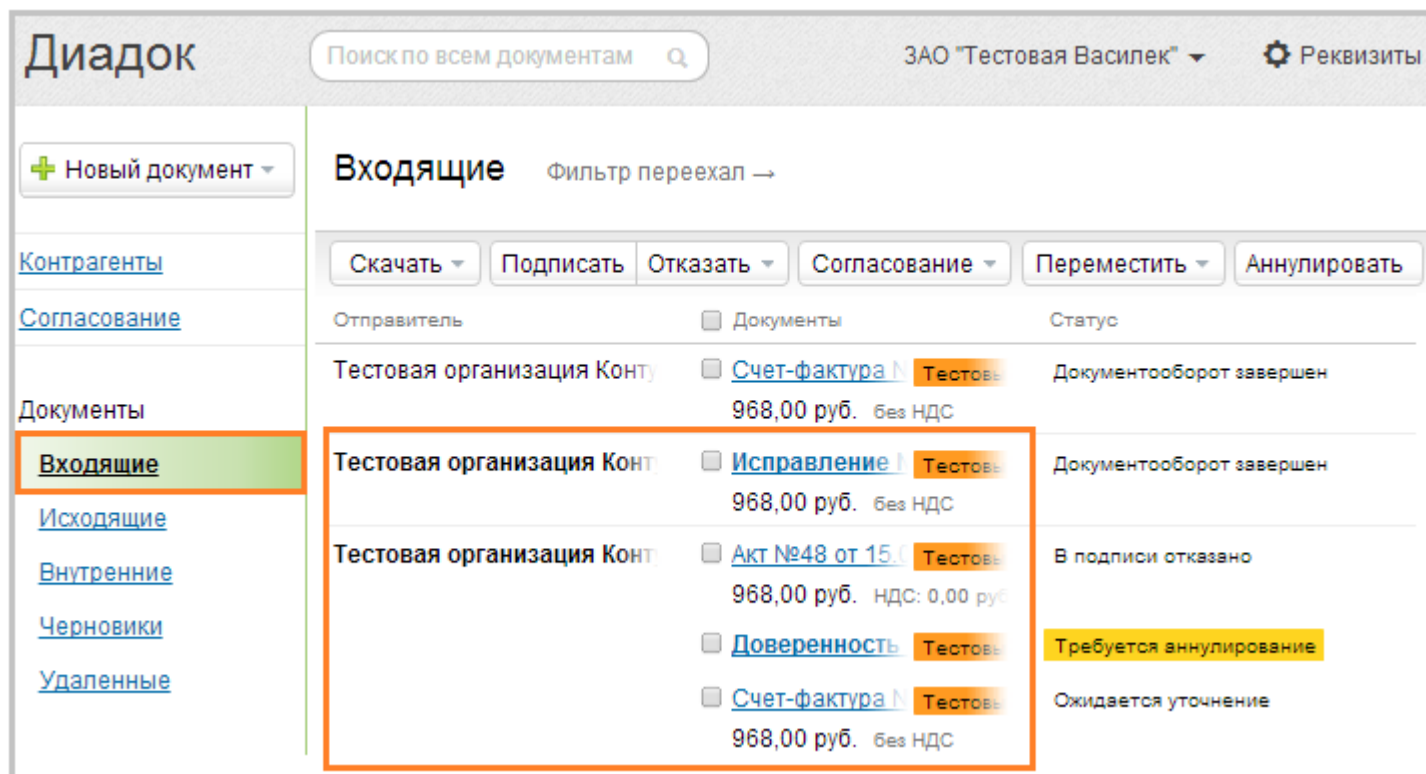 Диадок Поиск по всем документам ЗАО "Тестовая Василек" Реквизиты
Новый документ
Входящие Фильтр переехал →
Контрагенты
Согласование
Документы
Входящие
Исходящие
Внутренние
Черновики
Удаленные
Скачать Подписать Отказать Согласование Переместить Аннулировать
Отправитель Документы Статус
Тестовая организация Счет-фактура Документооборот завершен
968,00 руб. без НДС
Тестовая организация Исправление Документооборот завершен
968,00 руб. без НДС
Тестовая организация Акт №48 от В подписи отказано
968,00 руб. НДС: 0,00
Доверенность Требуется аннулирование
Счет-фактура Ожидается уточнение
968,00 руб. без НДС